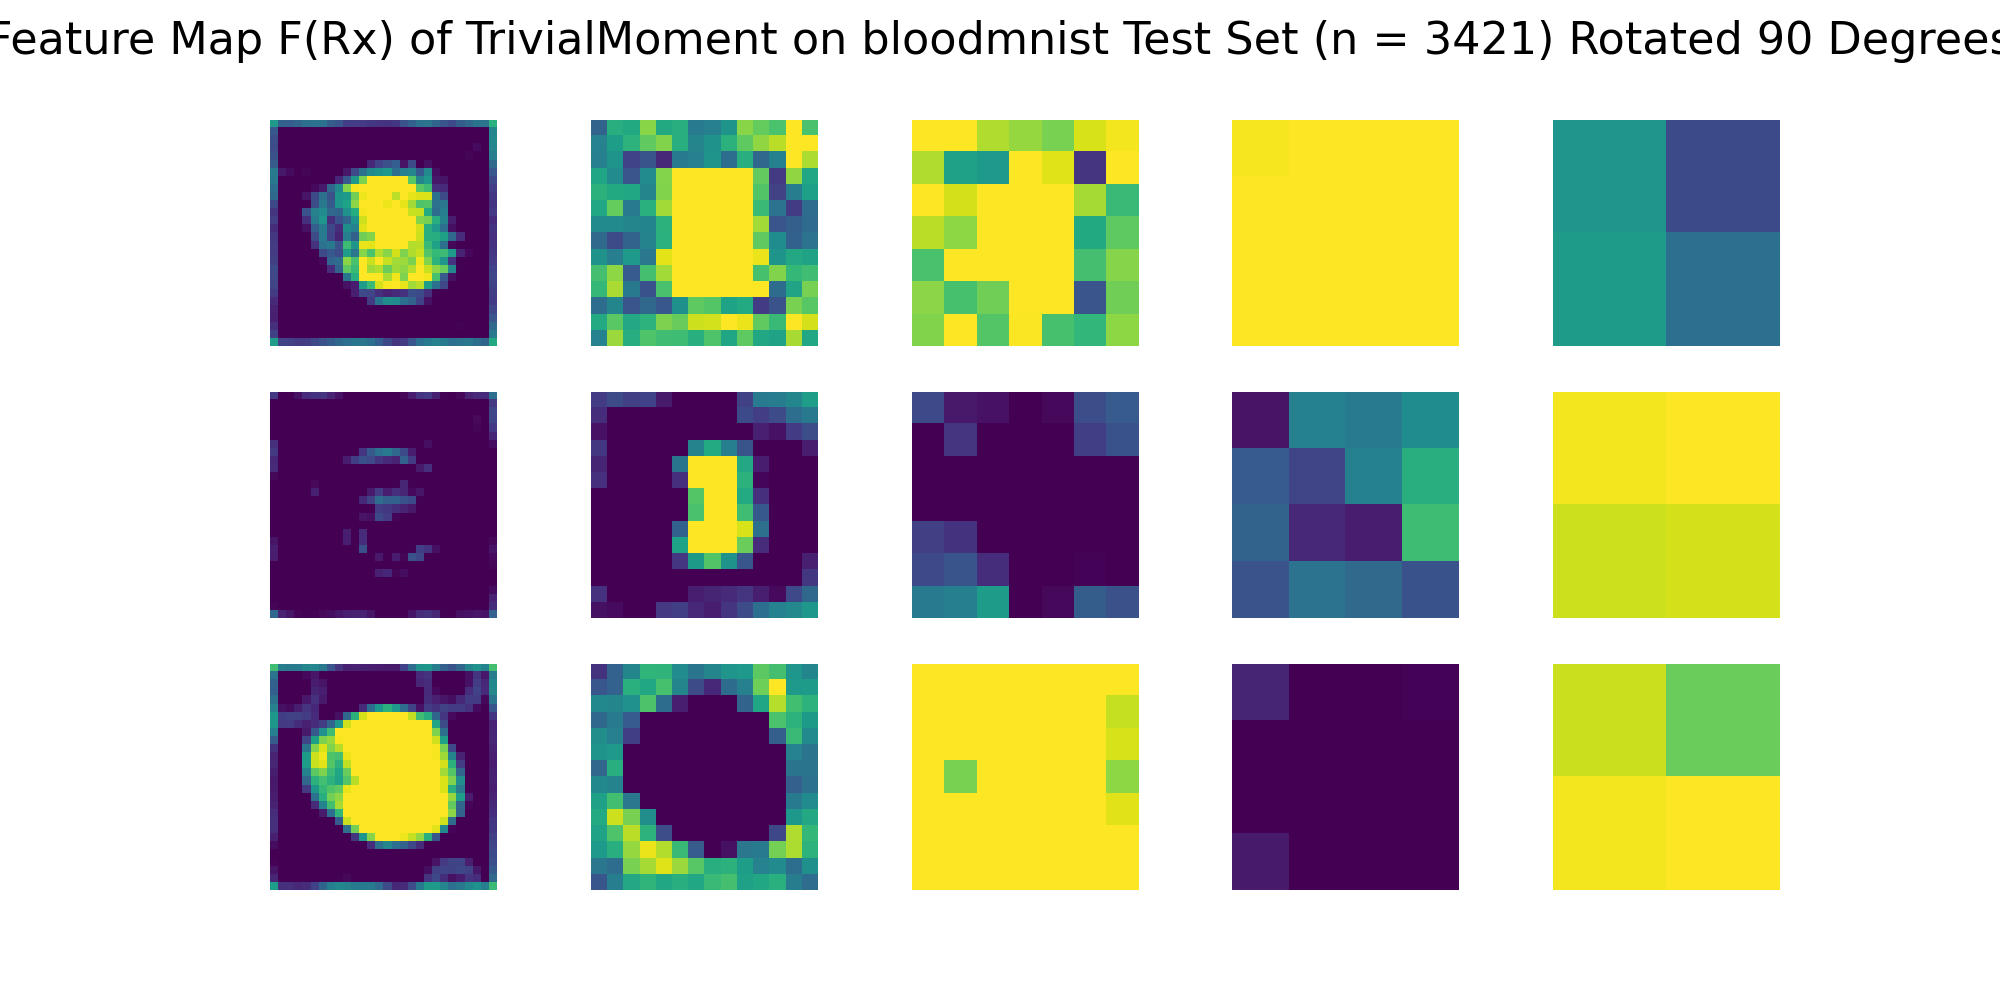 Feature Map F(Rx) of TrivialMoment on bloodmnist Test Set (n = 3421) Rotated 90 Degrees